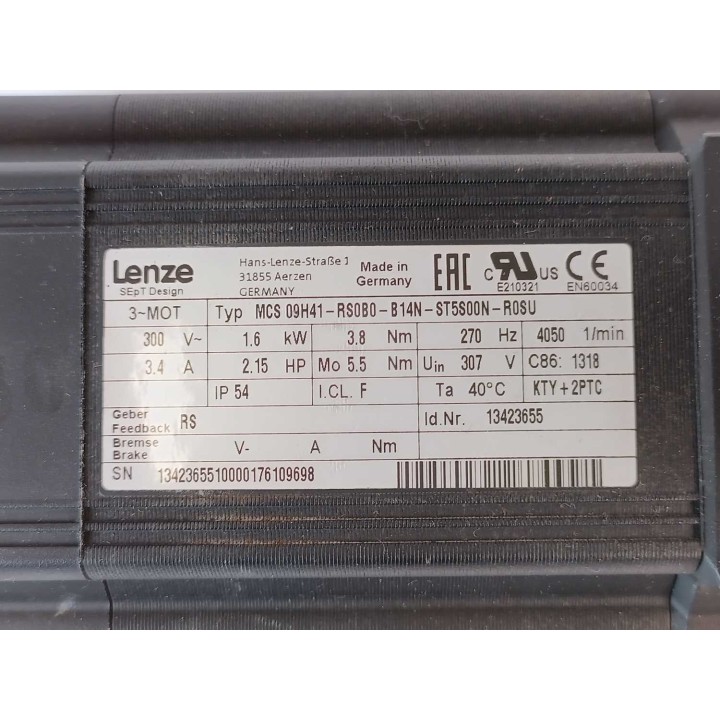 Lenze
SEpT Design
Hans-Lenze-Straße 1
31855 Aerzen
GERMANY
Made in
Germany
EAC
C UR US
E210321
CE
EN60034
3~MOT Typ MCS 09H41-RS0B0-B14N-ST5S00N-R0SU
300 V~ 1.6 kW 3.8 Nm 270 Hz 4050 1/min
3.4 A 2.15 HP Mo 5.5 Nm Uin 307 V C86: 1318
IP 54 I.CL. F Ta 40°C KTY+2PTC
Geber
Feedback RS Id.Nr. 13423655
Bremse
Brake V- A Nm
SN 1342365510000176109698